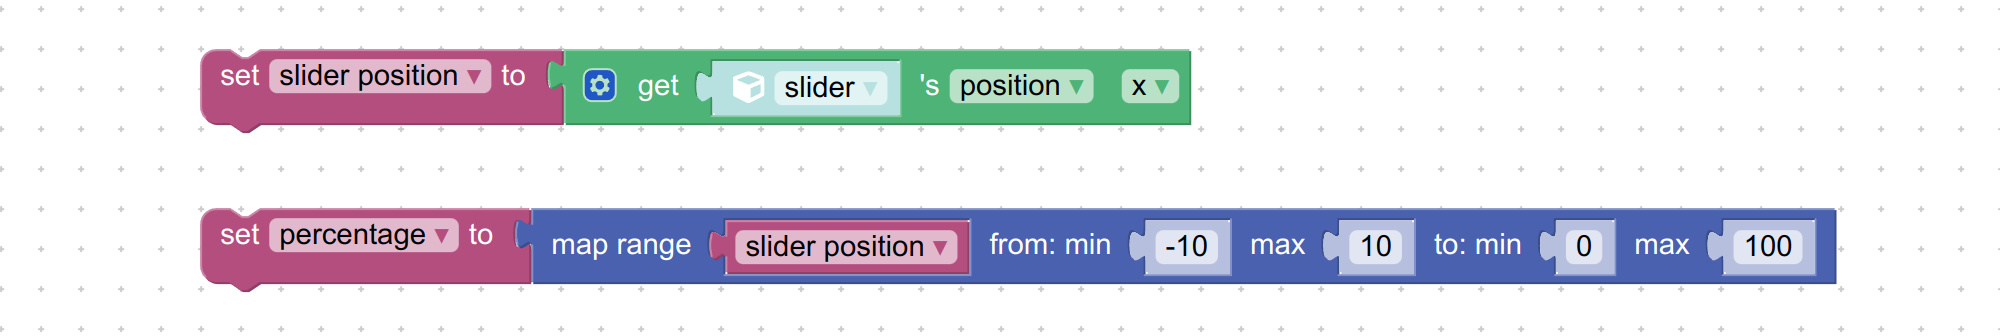 set slider position to get slider 's position x
set percentage to map range slider position from: min -10 max 10 to: min 0 max 100